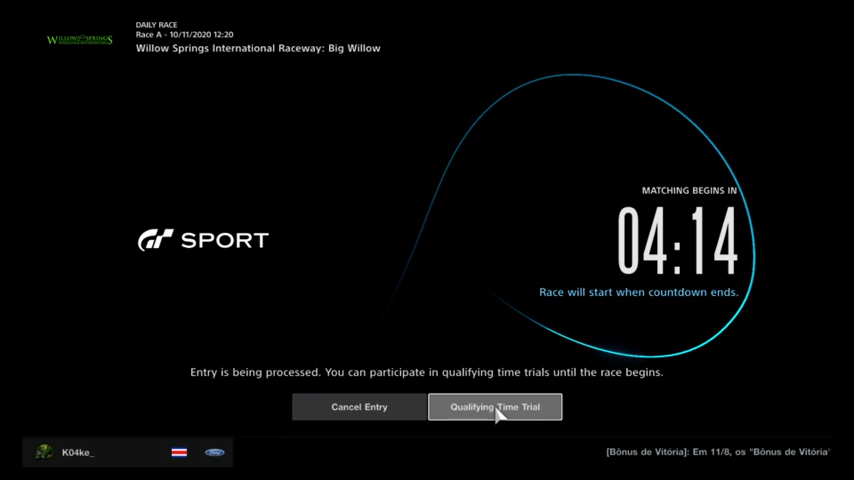 WILLOW SPRINGS
DAILY RACE
Race A - 10/11/2020 12:20
Willow Springs International Raceway: Big Willow
MATCHING BEGINS IN
04:14
GT SPORT
Race will start when countdown ends.
Entry is being processed. You can participate in qualifying time trials until the race begins.
Cancel Entry
Qualifying Time Trial
K04ke_
Ford
[Bônus de Vitória]: Em 11/8, os "Bônus de Vitória"